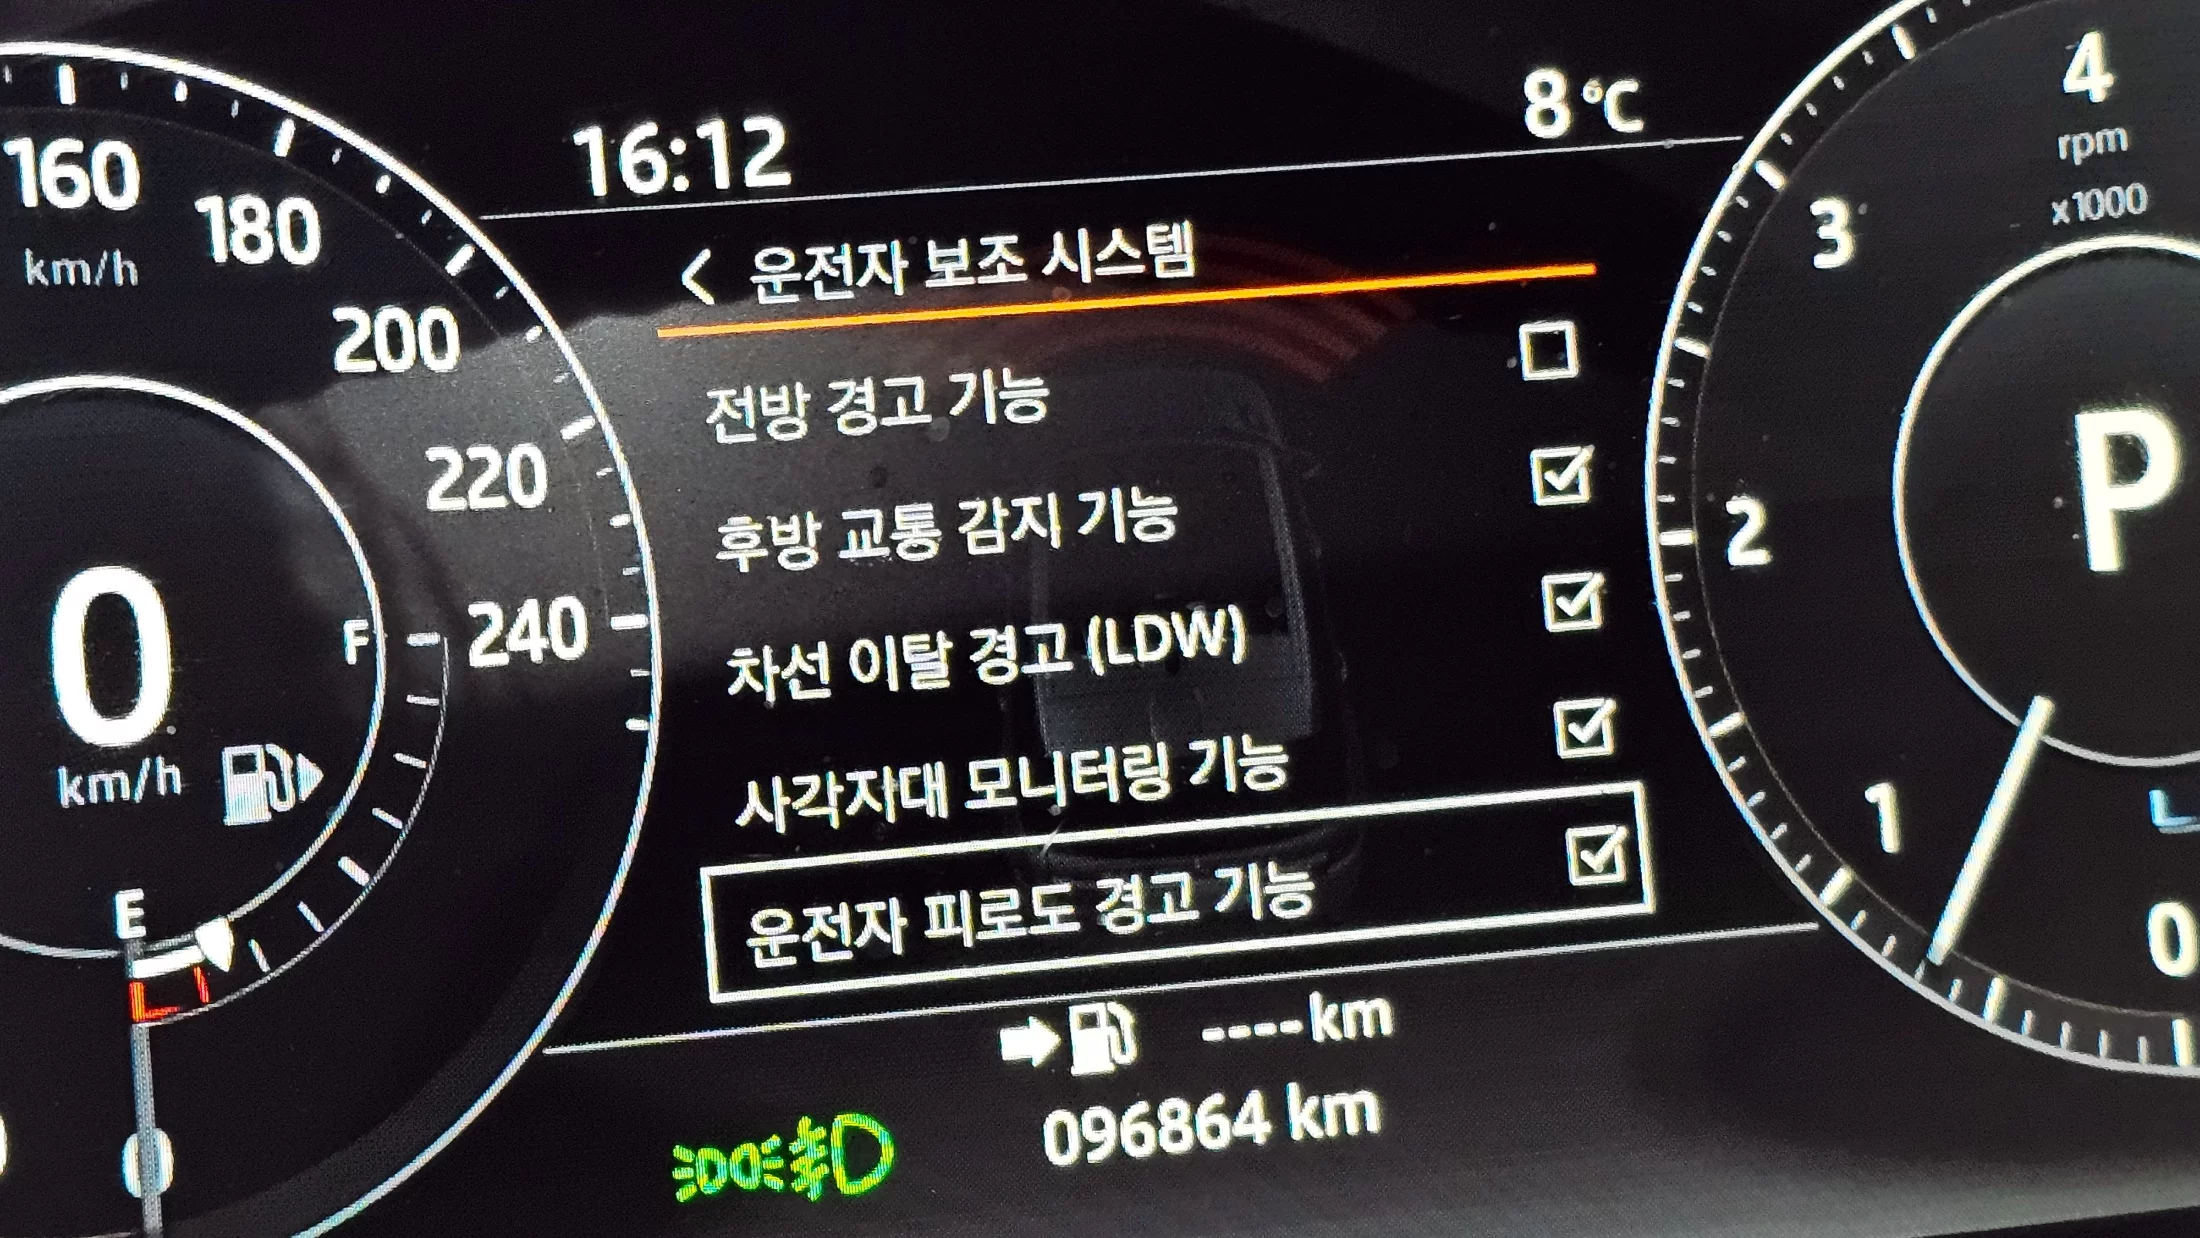 16:12
8 °C
160
180
km/h
200
220
240
0
km/h
F
E
운전자 보조 시스템
전방 경고 기능
후방 교통 감지 기능
차선 이탈 경고 (LDW)
사각지대 모니터링 기능
운전자 피로도 경고 기능
----km
096864 km
4
rpm
x1000
3
2
1
0
P
0